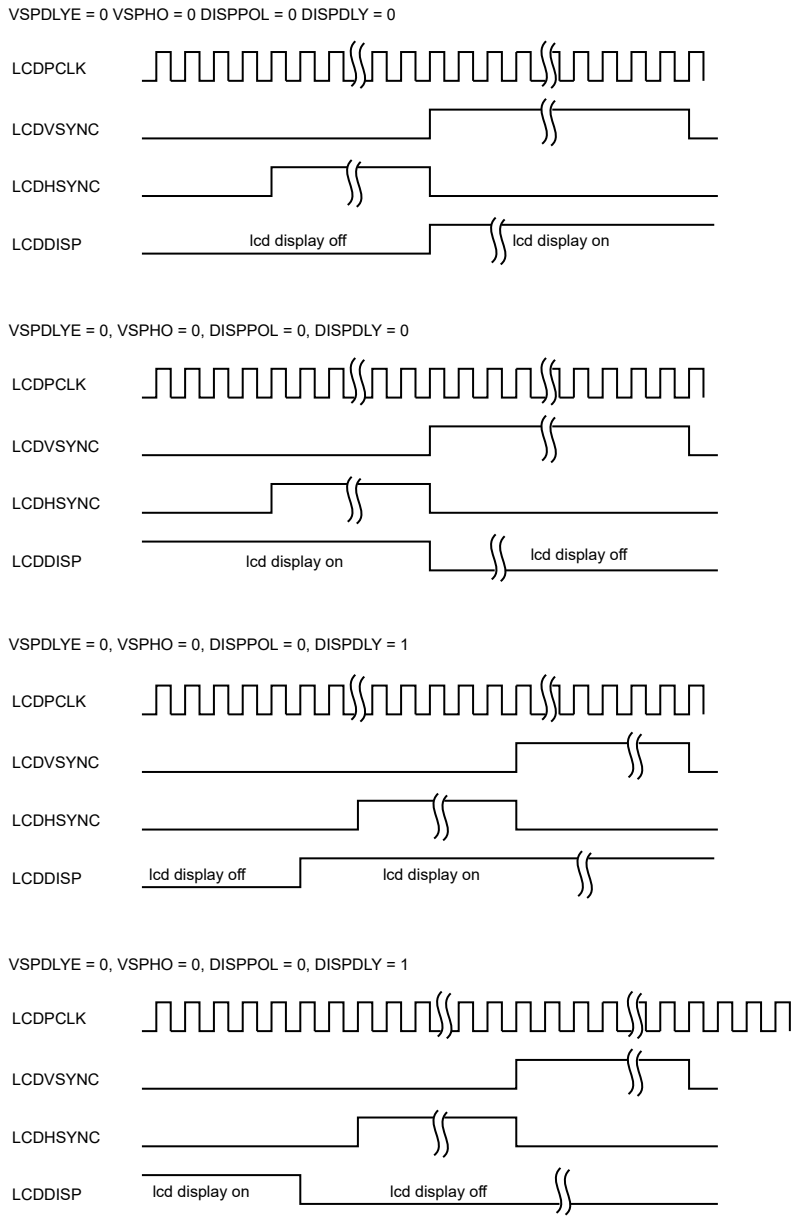 VSPDLYE = 0 VSPHO = 0 DISPPOL = 0 DISPDLY = 0
LCDPCLK
LCDVSYNC
LCDHSYNC
LCDDISP lcd display off lcd display on
VSPDLYE = 0, VSPHO = 0, DISPPOL = 0, DISPDLY = 0
LCDPCLK
LCDVSYNC
LCDHSYNC
LCDDISP lcd display on lcd display off
VSPDLYE = 0, VSPHO = 0, DISPPOL = 0, DISPDLY = 1
LCDPCLK
LCDVSYNC
LCDHSYNC
LCDDISP lcd display off lcd display on
VSPDLYE = 0, VSPHO = 0, DISPPOL = 0, DISPDLY = 1
LCDPCLK
LCDVSYNC
LCDHSYNC
LCDDISP lcd display on lcd display off